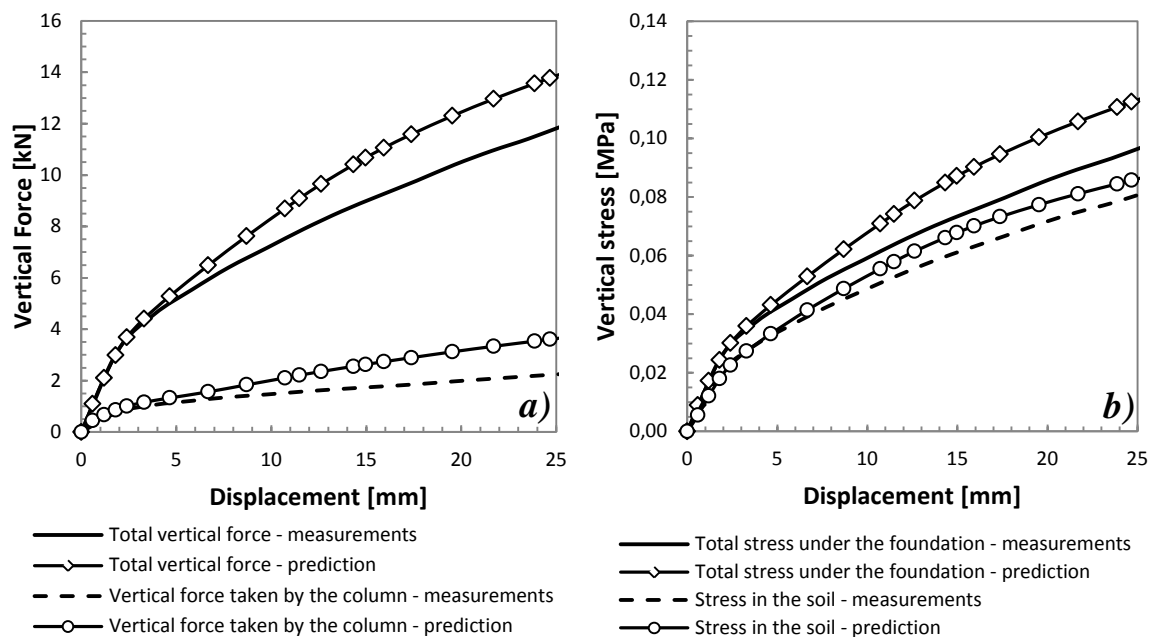 16
14
12
10
8
6
4
2
0
Vertical Force [kN]
0
5
10
15
20
25
a)
Displacement [mm]
Total vertical force - measurements
Total vertical force - prediction
Vertical force taken by the column - measurements
Vertical force taken by the column - prediction
0,14
0,12
0,10
0,08
0,06
0,04
0,02
0,00
Vertical stress [MPa]
0
5
10
15
20
25
b)
Displacement [mm]
Total stress under the foundation - measurements
Total stress under the foundation - prediction
Stress in the soil - measurements
Stress in the soil - prediction